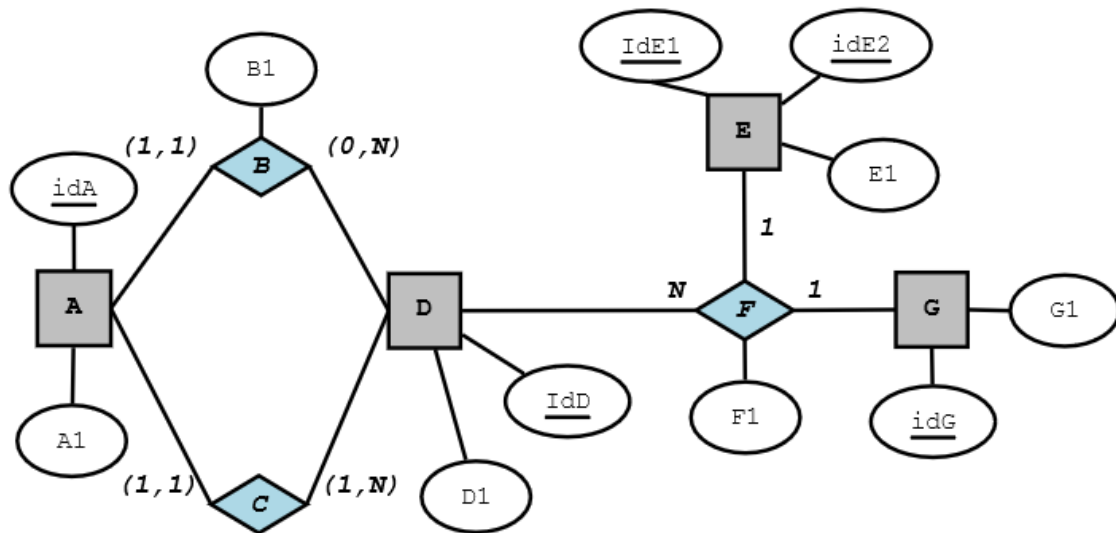 IdE1
idE2
B1
E
(1,1)
(0,N)
B
E1
idA
1
A
D
N
F
1
G
G1
IdD
A1
F1
idG
(1,1)
(1,N)
C
D1